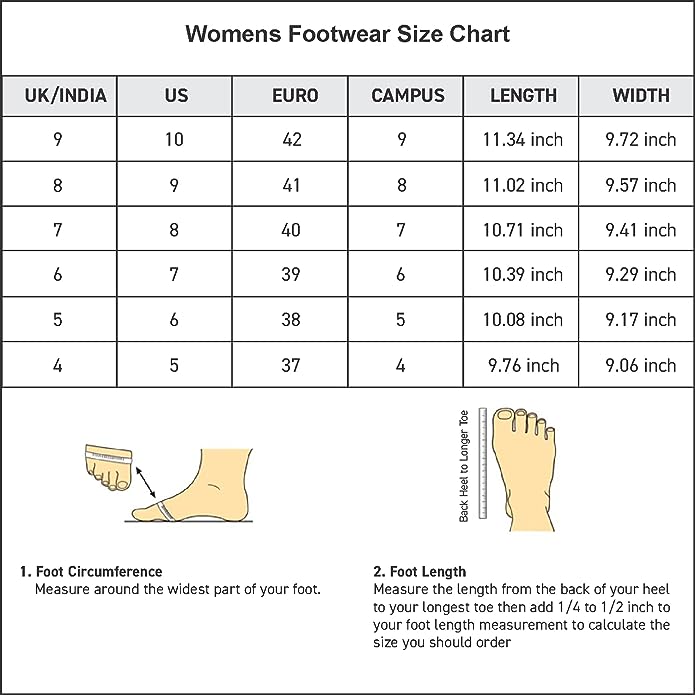 Womens Footwear Size Chart
UK/INDIA US EURO CAMPUS LENGTH WIDTH
9 10 42 9 11.34 inch 9.72 inch
8 9 41 8 11.02 inch 9.57 inch
7 8 40 7 10.71 inch 9.41 inch
6 7 39 6 10.39 inch 9.29 inch
5 6 38 5 10.08 inch 9.17 inch
4 5 37 4 9.76 inch 9.06 inch
Back Heel to Longer Toe
1. Foot Circumference
Measure around the widest part of your foot.
2. Foot Length
Measure the length from the back of your heel
to your longest toe then add 1/4 to 1/2 inch to
your foot length measurement to calculate the
size you should order